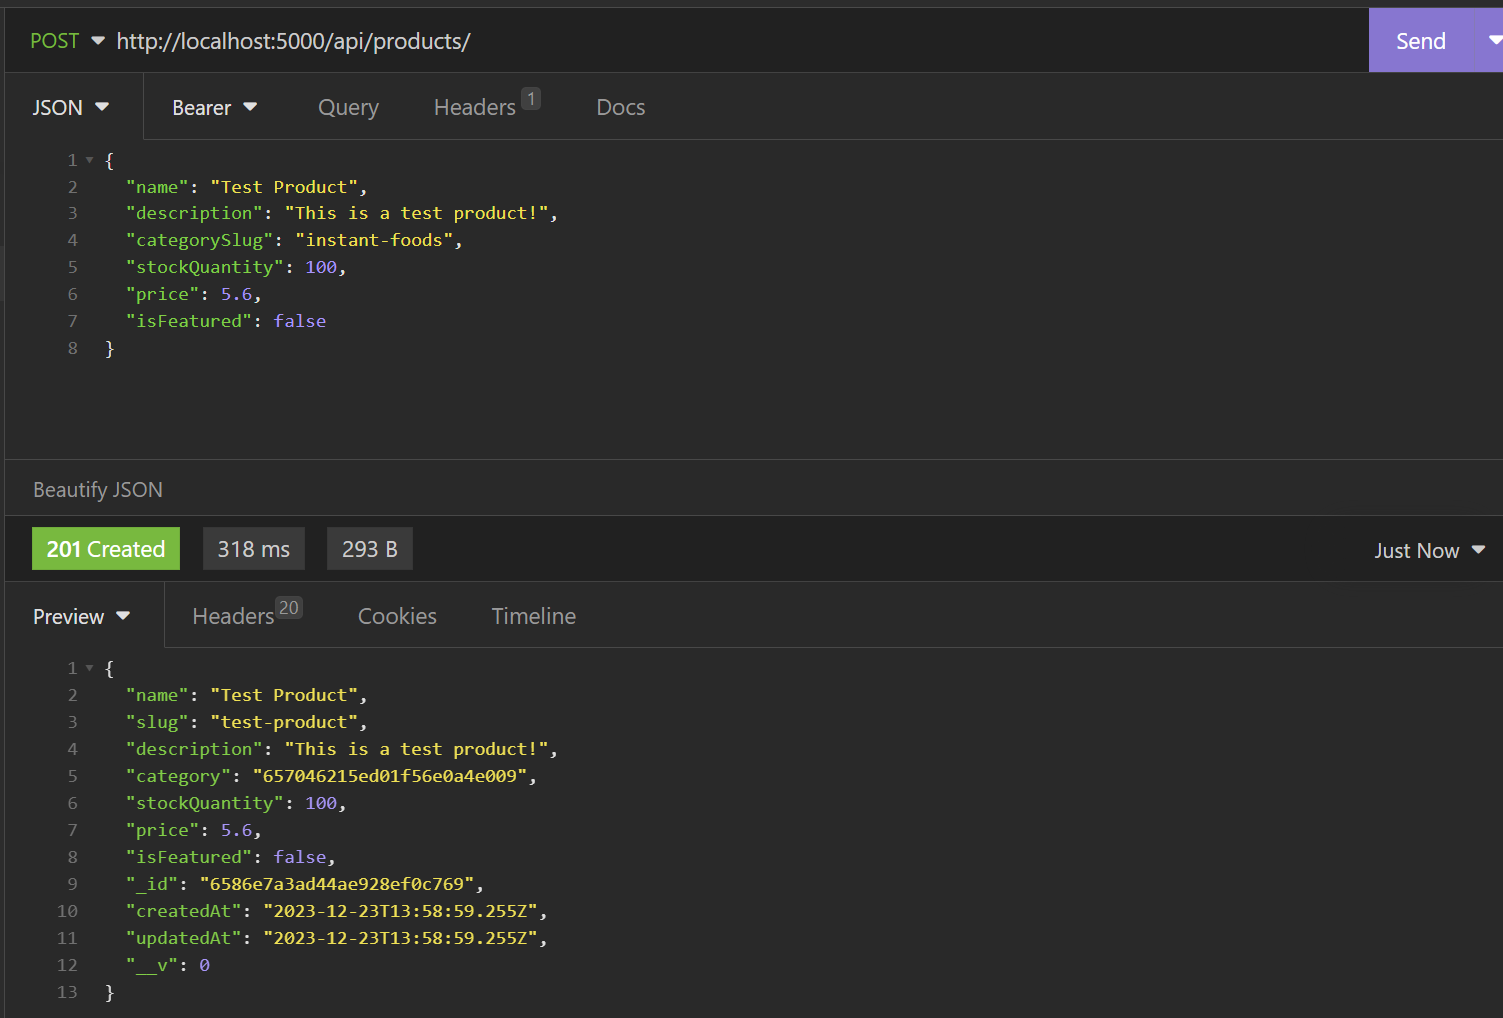 POST http://localhost:5000/api/products/ Send
JSON Bearer Query Headers 1 Docs
1 {
2 "name": "Test Product",
3 "description": "This is a test product!",
4 "categorySlug": "instant-foods",
5 "stockQuantity": 100,
6 "price": 5.6,
7 "isFeatured": false
8 }
Beautify JSON
201 Created 318 ms 293 B Just Now
Preview Headers 20 Cookies Timeline
1 {
2 "name": "Test Product",
3 "slug": "test-product",
4 "description": "This is a test product!",
5 "category": "657046215ed01f56e0a4e009",
6 "stockQuantity": 100,
7 "price": 5.6,
8 "isFeatured": false,
9 "_id": "6586e7a3ad44ae928ef0c769",
10 "createdAt": "2023-12-23T13:58:59.255Z",
11 "updatedAt": "2023-12-23T13:58:59.255Z",
12 "__v": 0
13 }